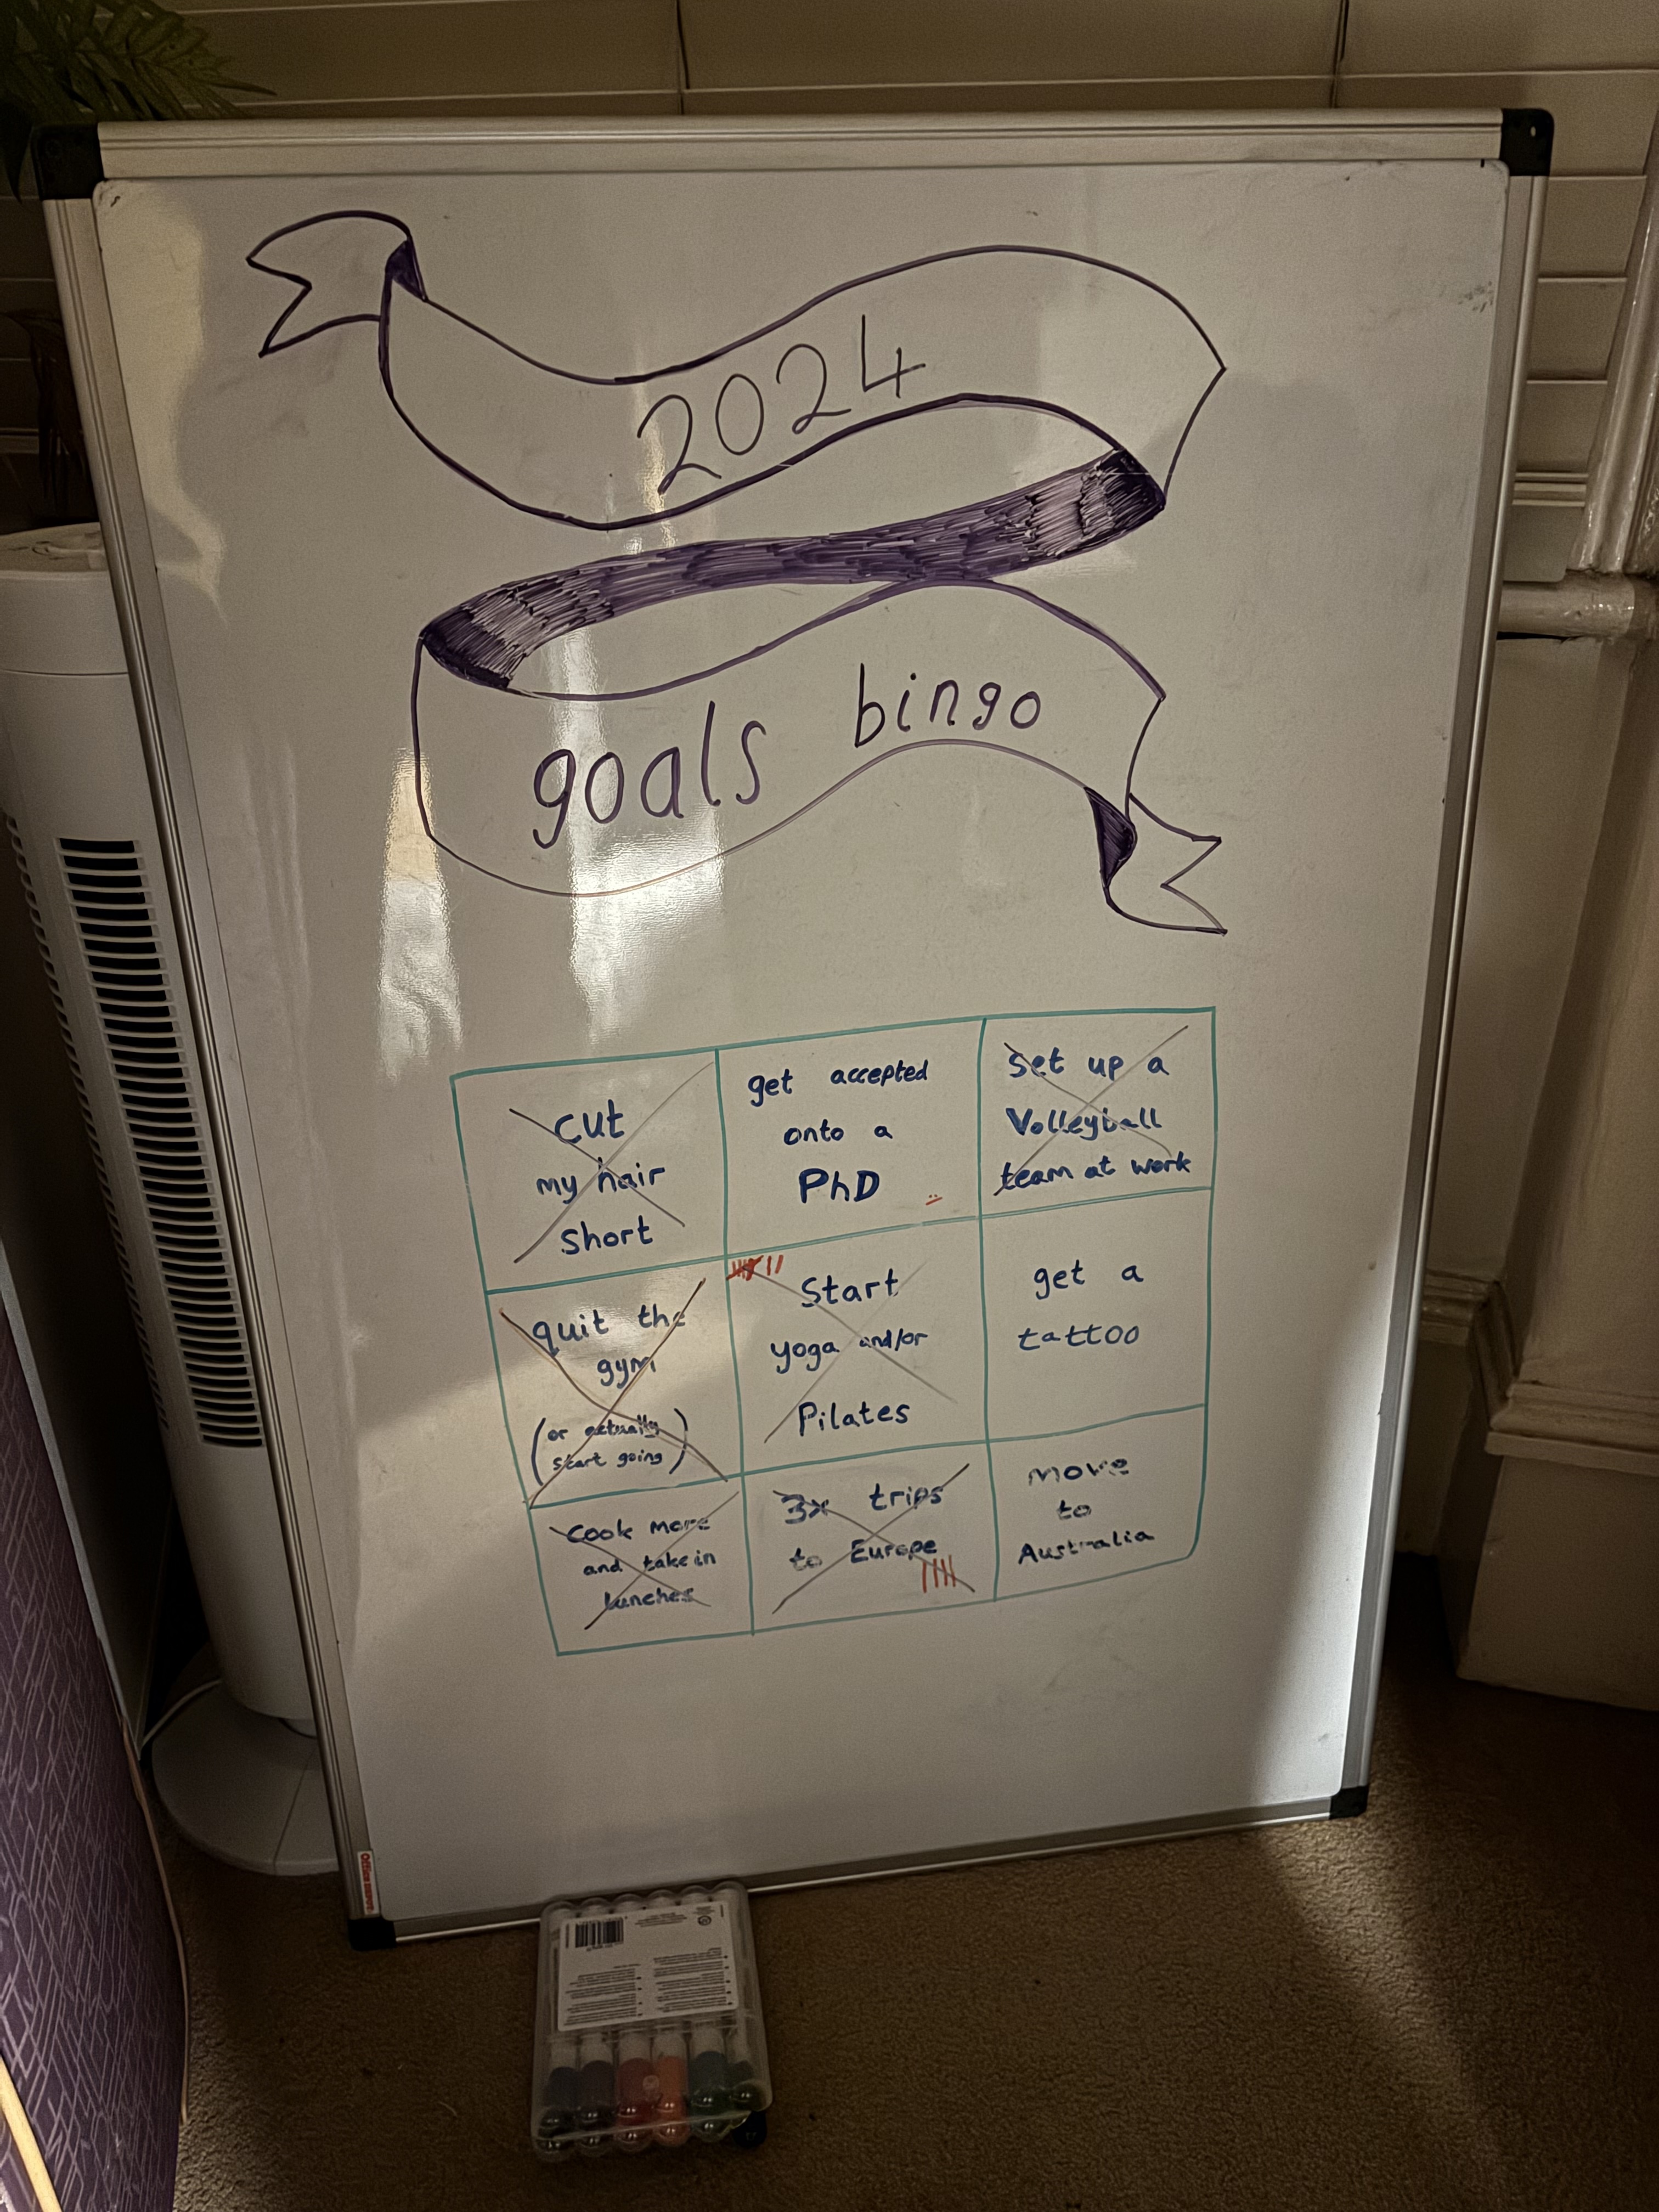 2024
goals bingo
cut
my hair
short
get accepted
onto a
PhD
set up a
Volleyball
team at work
quit the
gym
(or actually
start going)
Start
yoga and/or
Pilates
get a
tattoo
Cook more
and take in
lunches
3x trips
to Europe
move
to
Australia
Office DEPOT